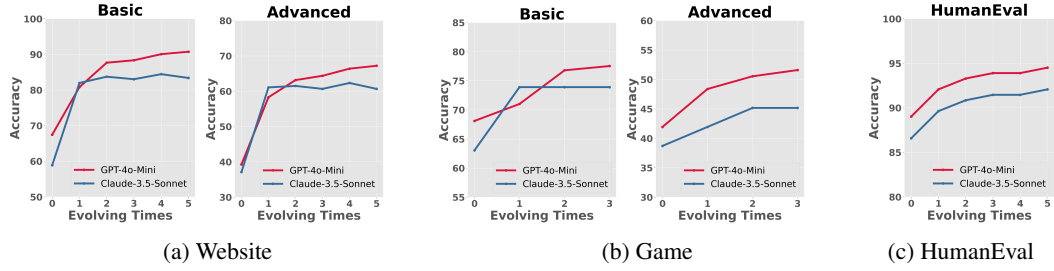 Basic
Accuracy
100
90
80
70
60
50
0 1 2 3 4 5
Evolving Times
GPT-4o-Mini
Claude-3.5-Sonnet
Advanced
Accuracy
80
70
60
50
40
30
0 1 2 3 4 5
Evolving Times
GPT-4o-Mini
Claude-3.5-Sonnet
(a) Website
Basic
Accuracy
85
80
75
70
65
60
55
0 1 2 3
Evolving Times
GPT-4o-Mini
Claude-3.5-Sonnet
Advanced
Accuracy
60
55
50
45
40
35
30
0 1 2 3
Evolving Times
GPT-4o-Mini
Claude-3.5-Sonnet
(b) Game
HumanEval
Accuracy
100
95
90
85
80
0 1 2 3 4 5
Evolving Times
GPT-4o-Mini
Claude-3.5-Sonnet
(c) HumanEval